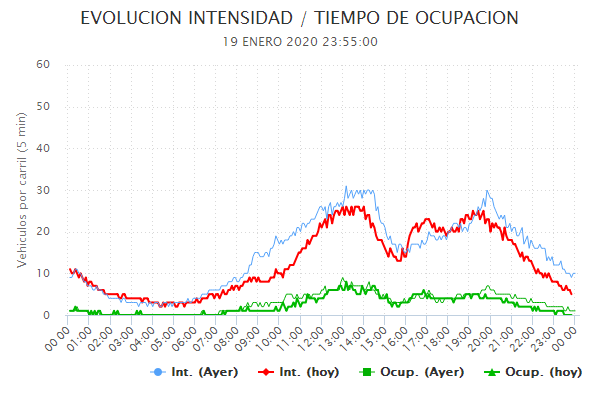 EVOLUCION INTENSIDAD / TIEMPO DE OCUPACION
19 ENERO 2020 23:55:00
Vehículos por carril (5 min)
60
50
40
30
20
10
0
00:00 01:00 02:00 03:00 04:00 05:00 06:00 07:00 08:00 09:00 10:00 11:00 12:00 13:00 14:00 15:00 16:00 17:00 18:00 19:00 20:00 21:00 22:00 23:00 00:00
Int. (Ayer) Int. (hoy) Ocup. (Ayer) Ocup. (hoy)